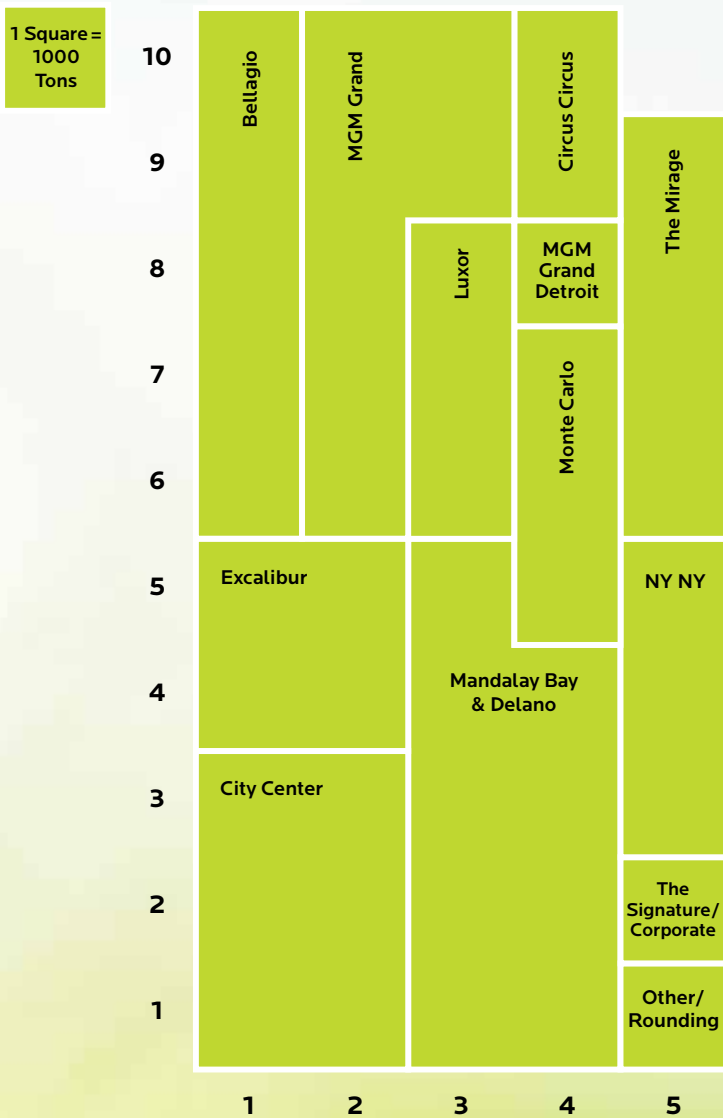 1 Square =
1000
Tons
10
9
8
7
6
5
4
3
2
1
Bellagio
MGM Grand
Circus Circus
The Mirage
Luxor
MGM
Grand
Detroit
Monte Carlo
Excalibur
NY NY
Mandalay Bay
& Delano
City Center
The
Signature/
Corporate
Other/
Rounding
1 2 3 4 5